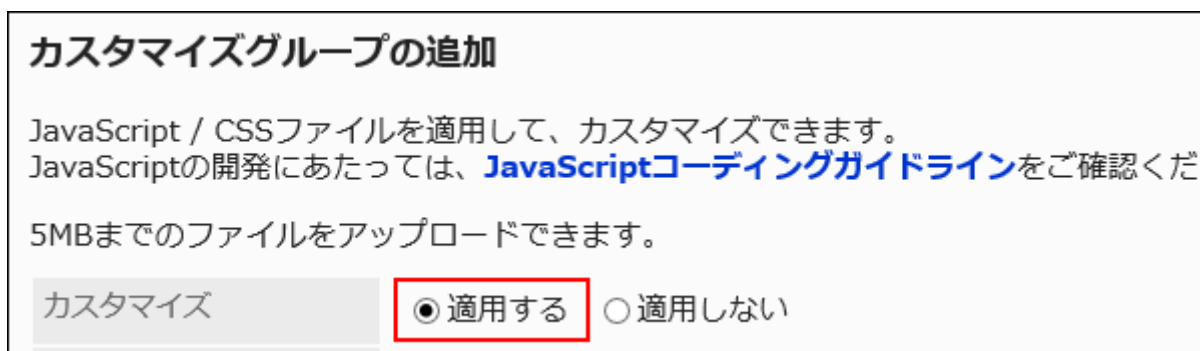 カスタマイズグループの追加
JavaScript / CSSファイルを適用して、カスタマイズできます。
JavaScriptの開発にあたっては、JavaScriptコーディングガイドラインをご確認くだ
5MBまでのファイルをアップロードできます。
カスタマイズ 適用する 適用しない